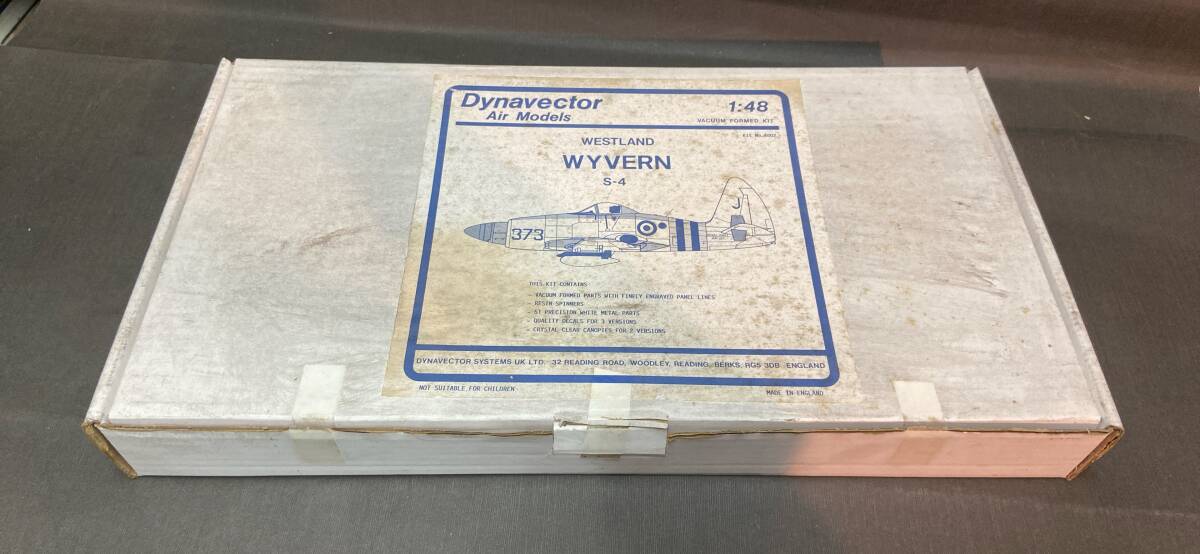 Dynavector
Air Models
1:48
VACUUM FORMED KIT
KIT No.
WESTLAND
WYVERN
S-4
J
373
THIS KIT CONTAINS
- VACUUM FORMED PARTS WITH FINELY ENGRAVED PANEL LINES
- RESIN SPINNERS
- 61 PRECISION WHITE METAL PARTS
- QUALITY DECALS FOR 3 VERSIONS
- CRYSTAL CLEAR CANOPIES FOR 2 VERSIONS
DYNAVECTOR SYSTEMS UK LTD. 32 READING ROAD, WOODLEY, READING, BERKS, RG5 3DB ENGLAND
NOT SUITABLE FOR CHILDREN
MADE IN ENGLAND